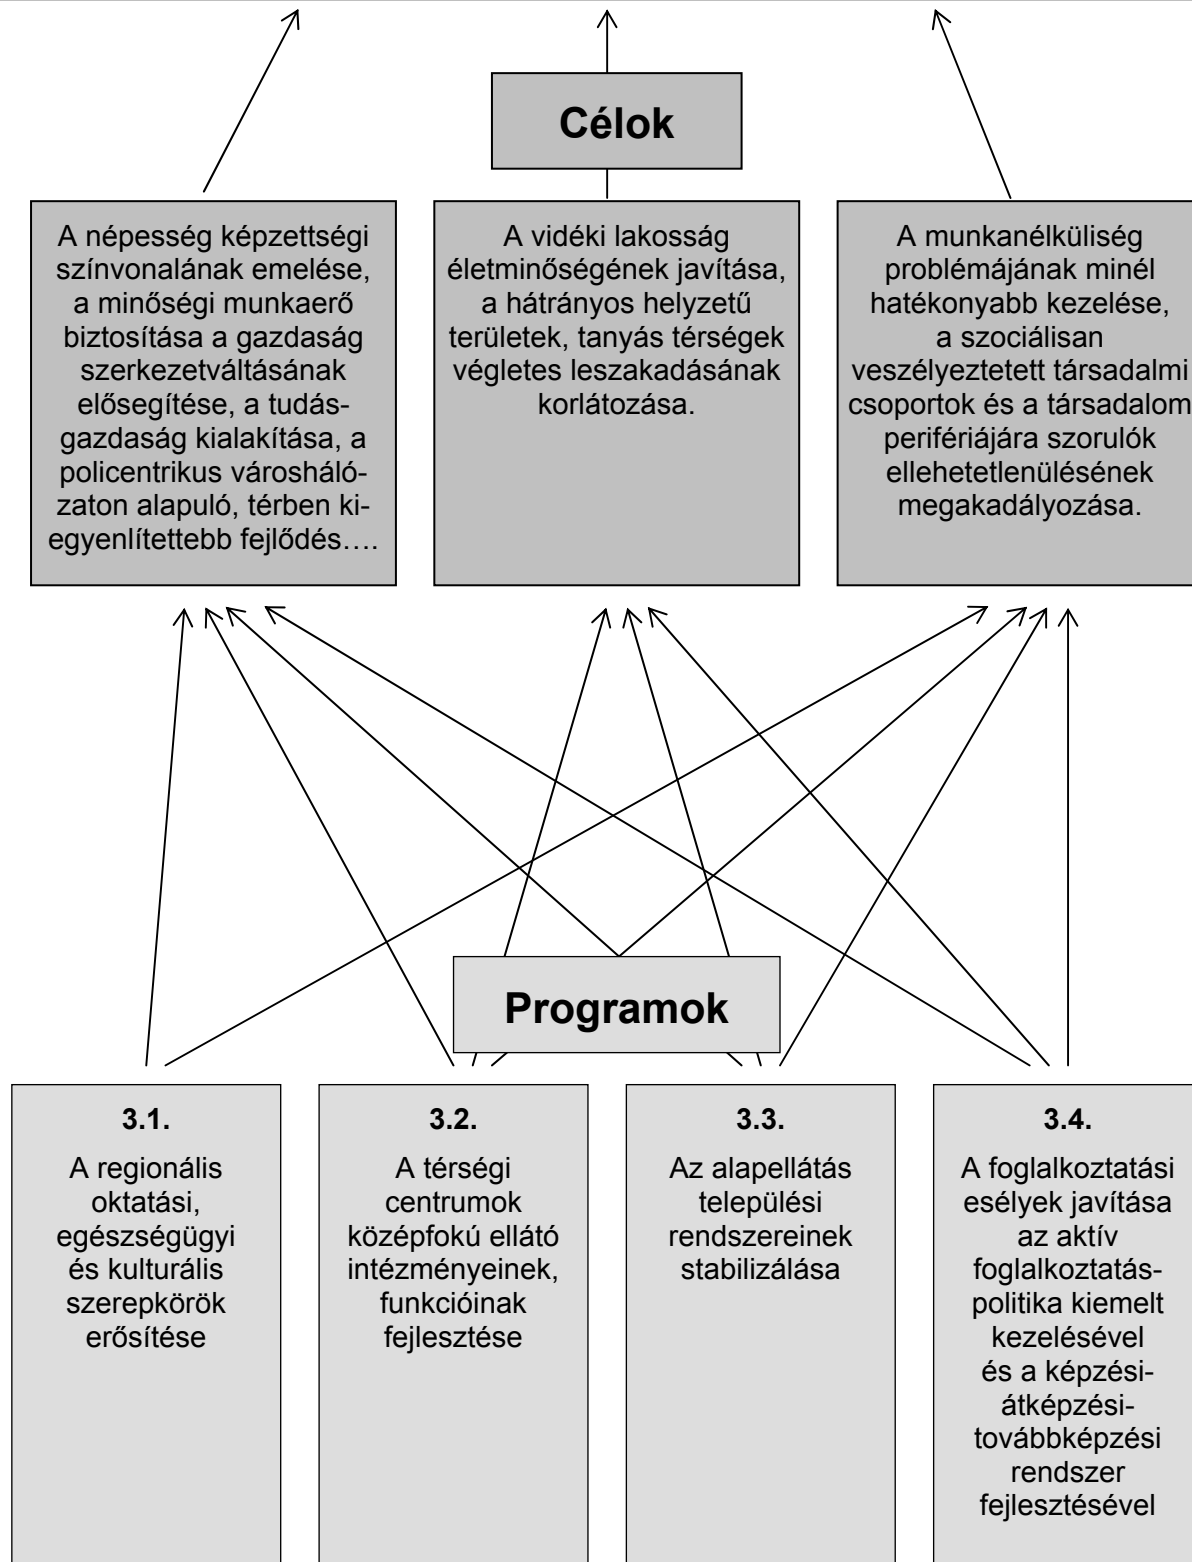 Célok
A népesség képzettségi
színvonalának emelése,
a minőségi munkaerő
biztosítása a gazdaság
szerkezetváltásának
elősegítése, a tudás-
gazdaság kialakítása, a
policentrikus városháló-
zaton alapuló, térben ki-
egyenlítettebb fejlődés….
A vidéki lakosság
életminőségének javítása,
a hátrányos helyzetű
területek, tanyás térségek
végletes leszakadásának
korlátozása.
A munkanélküliség
problémájának minél
hatékonyabb kezelése,
a szociálisan
veszélyeztetett társadalmi
csoportok és a társadalom
perifériájára szorulók
ellehetetlenülésének
megakadályozása.
Programok
3.1.
A regionális
oktatási,
egészségügyi
és kulturális
szerepkörök
erősítése
3.2.
A térségi
centrumok
középfokú ellátó
intézményeinek,
funkcióinak
fejlesztése
3.3.
Az alapellátás
települési
rendszereinek
stabilizálása
3.4.
A foglalkoztatási
esélyek javítása
az aktív
foglalkoztatás-
politika kiemelt
kezelésével
és a képzési-
átképzési-
továbbképzési
rendszer
fejlesztésével